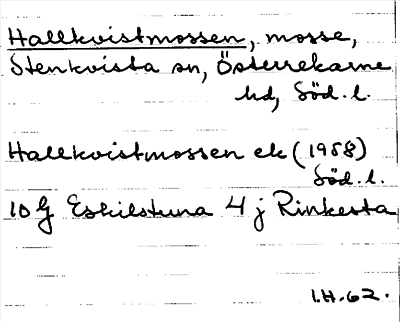 Hallkvistmossen, mosse,
Stenkvista sn, Österrekarne
hd, Söd. l.
Hallkvistmossen ek (1958)
Söd. l.
10 G Eskilstuna 4 j Rinkesta
I.H. 62.